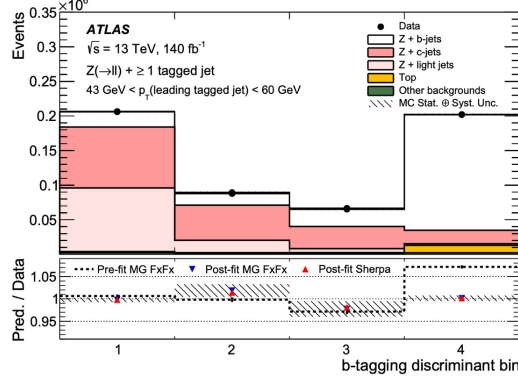 0.35×10⁶
Events
0.3
0.25
0.2
0.15
0.1
0.05
ATLAS
√s = 13 TeV, 140 fb⁻¹
Z(→ll) + ≥ 1 tagged jet
43 GeV < p_T(leading tagged jet) < 60 GeV
Data
Z + b-jets
Z + c-jets
Z + light jets
Top
Other backgrounds
MC Stat. ⊕ Syst. Unc.
Pred. / Data
1.05
1
0.95
Pre-fit MG FxFx
Post-fit MG FxFx
Post-fit Sherpa
1 2 3 4
b-tagging discriminant bin